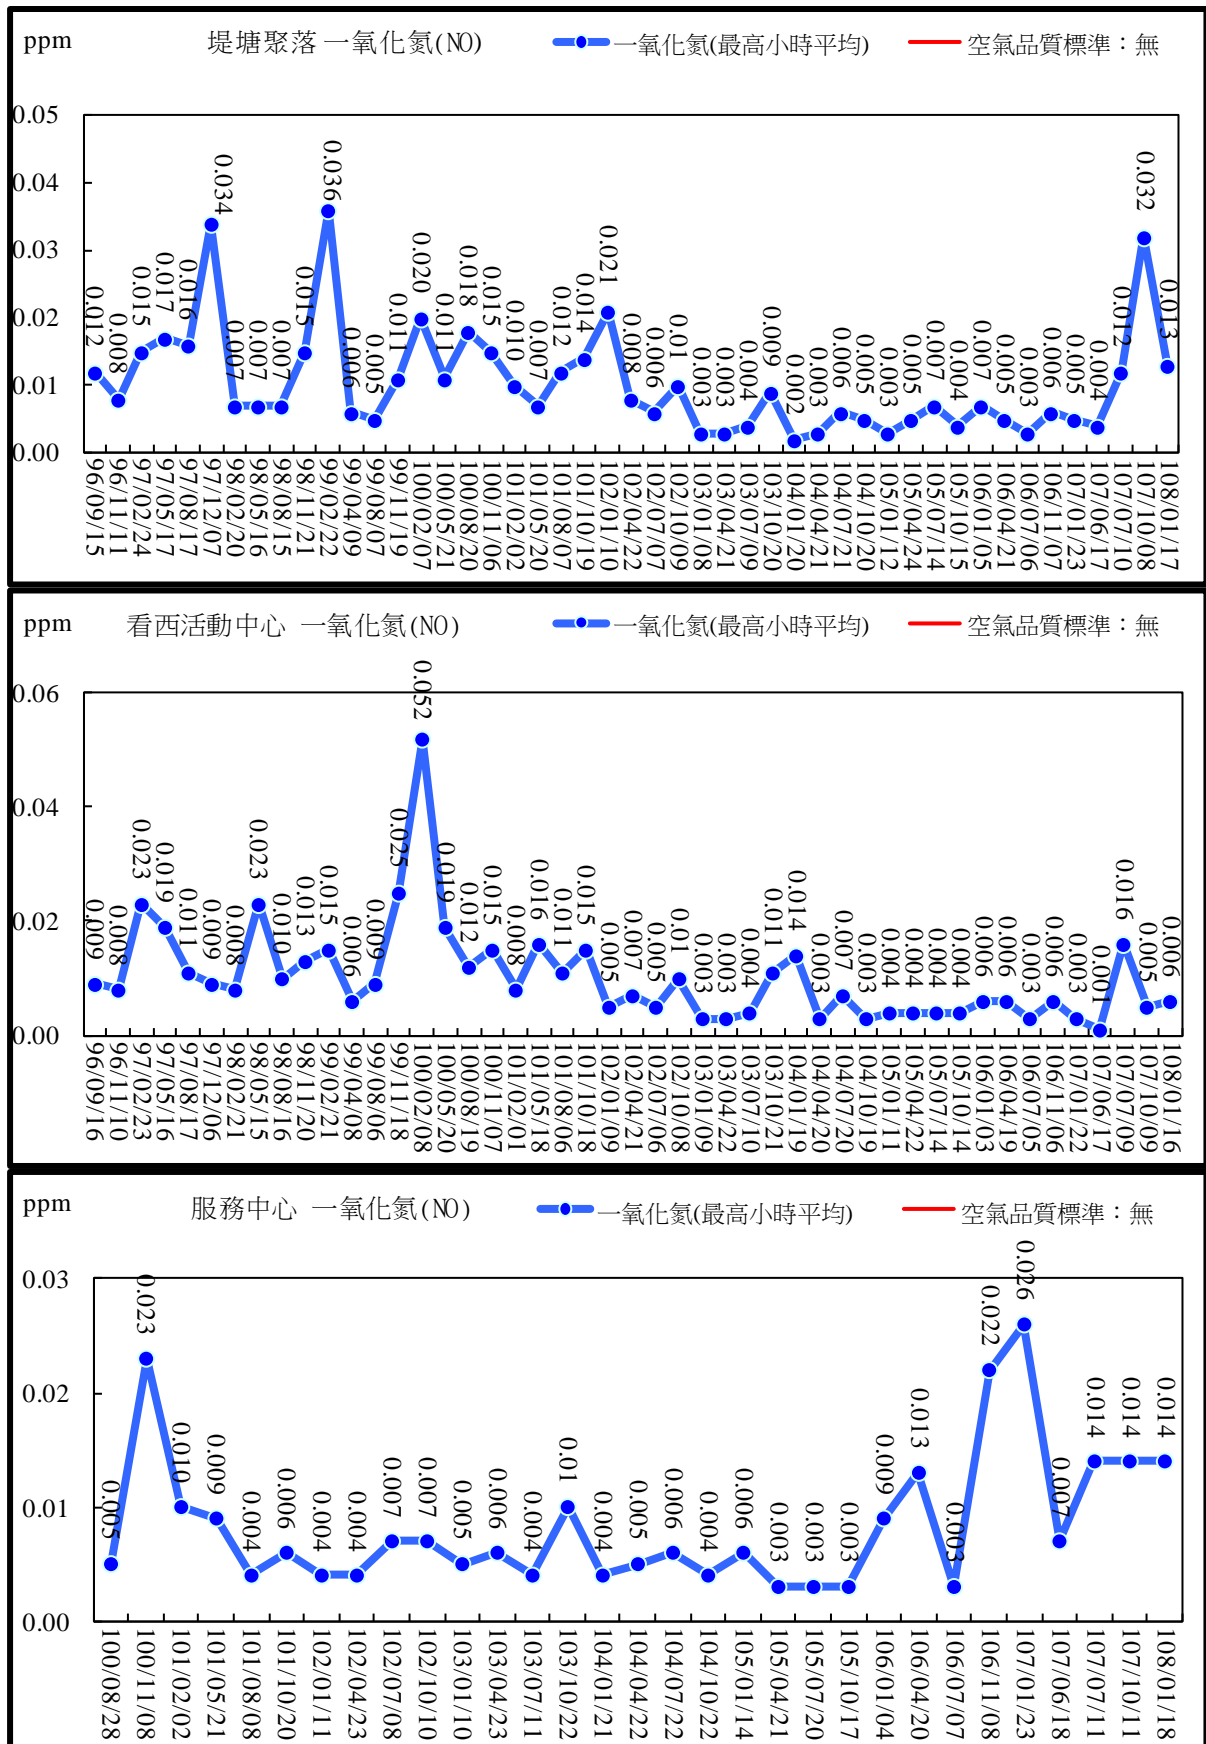 ppm 堤塘聚落 一氧化氮(NO) 一氧化氮(最高小時平均) 空氣品質標準：無
0.05
0.04
0.03
0.02
0.01
0.00
0.012 0.008 0.015 0.017 0.016 0.034 0.007 0.007 0.007 0.015 0.036 0.006 0.005 0.011 0.020 0.011 0.018 0.015 0.010 0.007 0.012 0.014 0.021 0.008 0.006 0.01 0.003 0.003 0.004 0.009 0.002 0.003 0.006 0.005 0.003 0.005 0.007 0.004 0.007 0.005 0.003 0.006 0.005 0.004 0.012 0.032 0.013
96/09/15 96/11/11 97/02/24 97/05/17 97/08/17 97/12/07 98/02/20 98/05/16 98/08/15 98/11/21 99/02/22 99/04/09 99/08/07 99/11/19 100/02/07 100/05/21 100/08/20 100/11/06 101/02/02 101/05/20 101/08/07 101/10/19 102/01/10 102/04/22 102/07/07 102/10/09 103/01/08 103/04/21 103/07/09 103/10/20 104/01/20 104/04/21 104/07/21 104/10/20 105/01/12 105/04/24 105/07/14 105/10/15 106/01/05 106/04/21 106/07/06 106/11/07 107/01/23 107/06/17 107/07/10 107/10/08 108/01/17
ppm 看西活動中心 一氧化氮(NO) 一氧化氮(最高小時平均) 空氣品質標準：無
0.06
0.04
0.02
0.00
0.009 0.008 0.023 0.019 0.011 0.009 0.008 0.023 0.010 0.013 0.015 0.006 0.009 0.025 0.052 0.019 0.012 0.015 0.008 0.016 0.011 0.015 0.005 0.007 0.005 0.01 0.003 0.003 0.004 0.011 0.014 0.003 0.007 0.003 0.004 0.004 0.004 0.004 0.006 0.006 0.003 0.006 0.003 0.001 0.016 0.005 0.006
96/09/16 96/11/10 97/02/23 97/05/16 97/08/17 97/12/06 98/02/21 98/05/15 98/08/16 98/11/20 99/02/21 99/04/08 99/08/06 99/11/18 100/02/08 100/05/20 100/08/19 100/11/07 101/02/01 101/05/18 101/08/06 101/10/18 102/01/09 102/04/21 102/07/06 102/10/08 103/01/09 103/04/22 103/07/10 103/10/21 104/01/19 104/04/20 104/07/20 104/10/19 105/01/11 105/04/22 105/07/14 105/10/14 106/01/03 106/04/19 106/07/05 106/11/06 107/01/22 107/06/17 107/07/09 107/10/09 108/01/16
ppm 服務中心 一氧化氮(NO) 一氧化氮(最高小時平均) 空氣品質標準：無
0.03
0.02
0.01
0.00
0.005 0.023 0.010 0.009 0.004 0.006 0.004 0.004 0.007 0.007 0.005 0.006 0.004 0.01 0.004 0.005 0.006 0.004 0.006 0.003 0.003 0.003 0.009 0.013 0.003 0.022 0.026 0.007 0.014 0.014 0.014
100/08/28 100/11/08 101/02/02 101/05/21 101/08/08 101/10/20 102/01/11 102/04/23 102/07/08 102/10/10 103/01/10 103/04/23 103/07/11 103/10/22 104/01/21 104/04/22 104/07/22 104/10/22 105/01/14 105/04/21 105/07/20 105/10/17 106/01/04 106/04/20 106/07/07 106/11/08 107/01/23 107/06/18 107/07/11 107/10/11 108/01/18